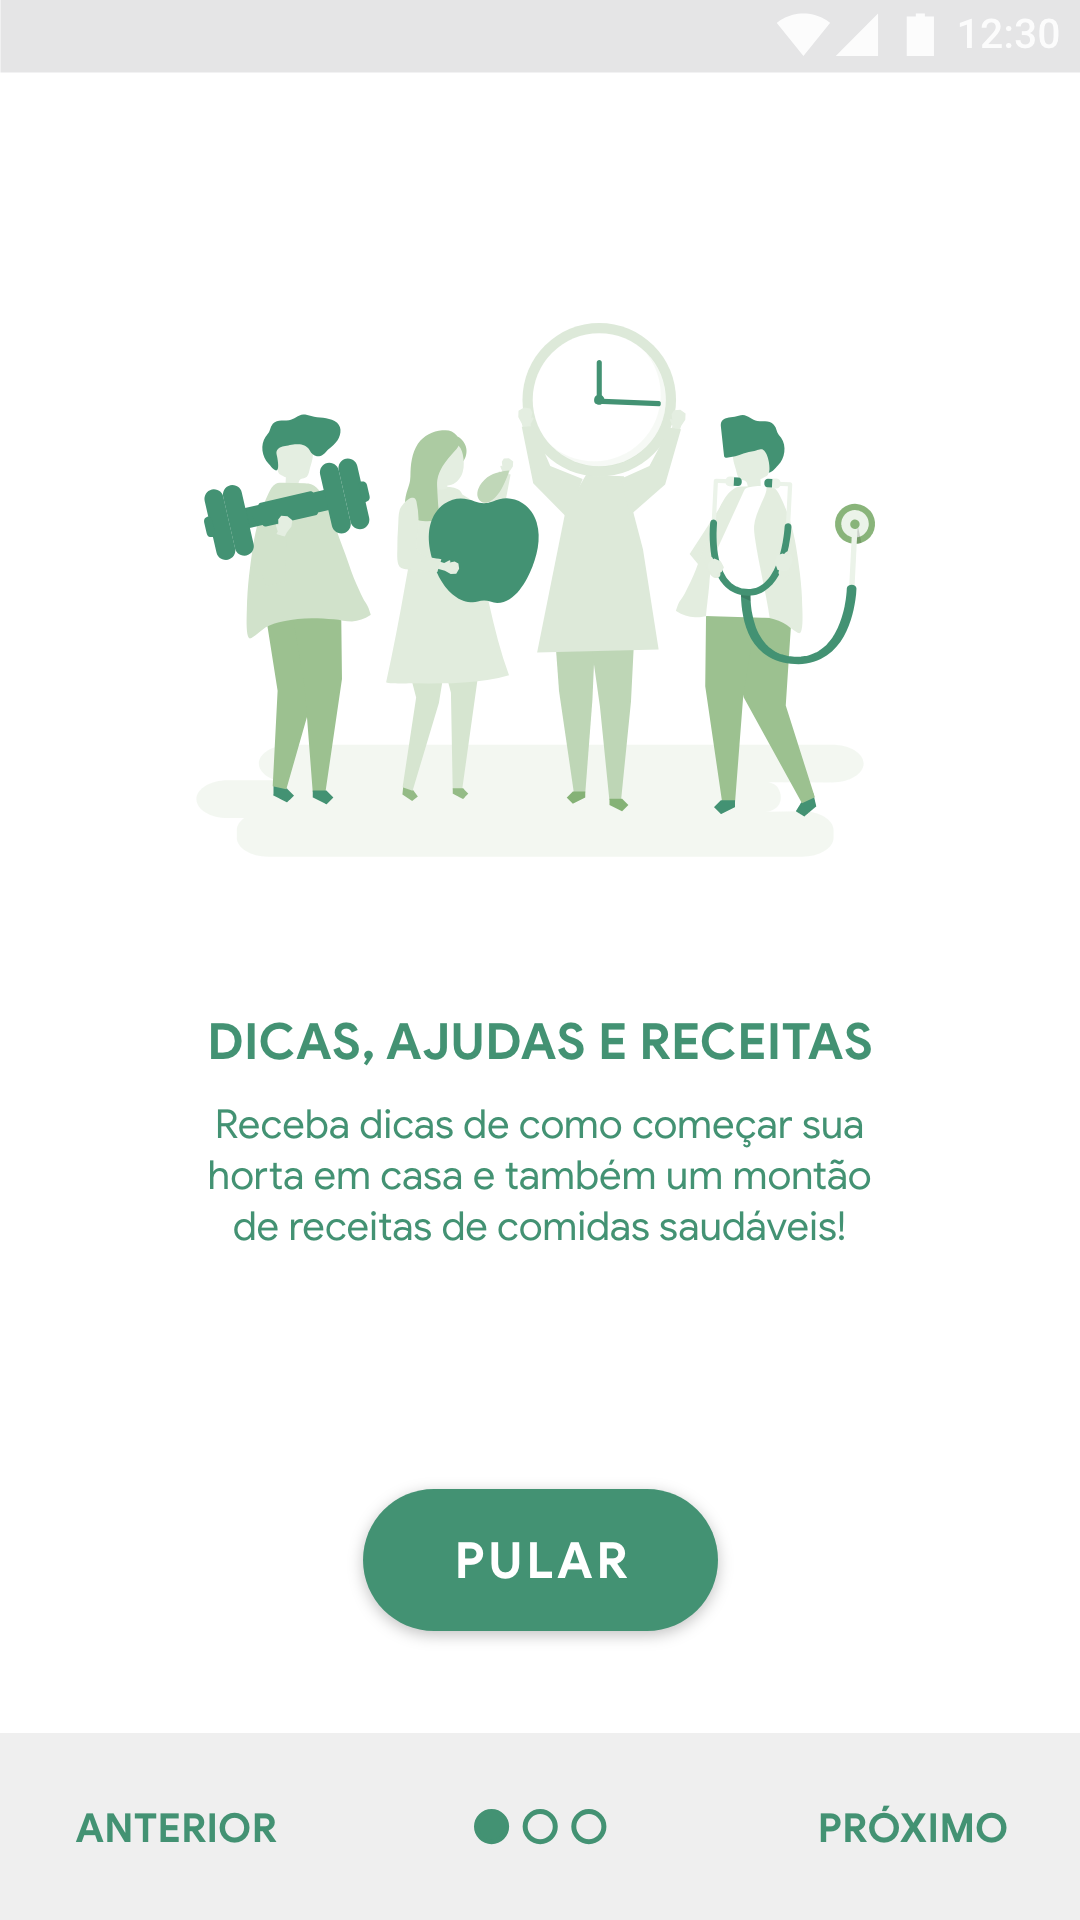 12:30
DICAS, AJUDAS E RECEITAS
Receba dicas de como começar sua
horta em casa e também um montão
de receitas de comidas saudáveis!
PULAR
ANTERIOR
PRÓXIMO